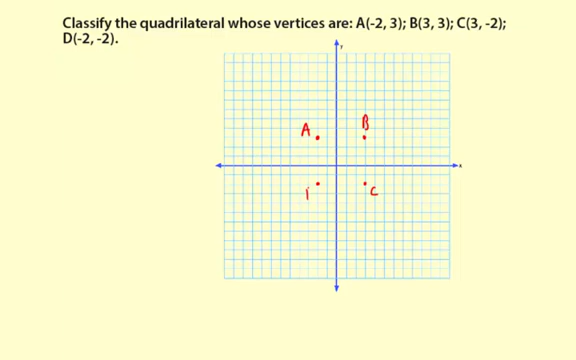 Classify the quadrilateral whose vertices are: A(-2, 3); B(3, 3); C(3, -2);
D(-2, -2).
y
B
A
x
C